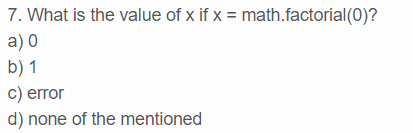 7. What is the value of x if x = math.factorial(0)?
a) 0
b) 1
c) error
d) none of the mentioned